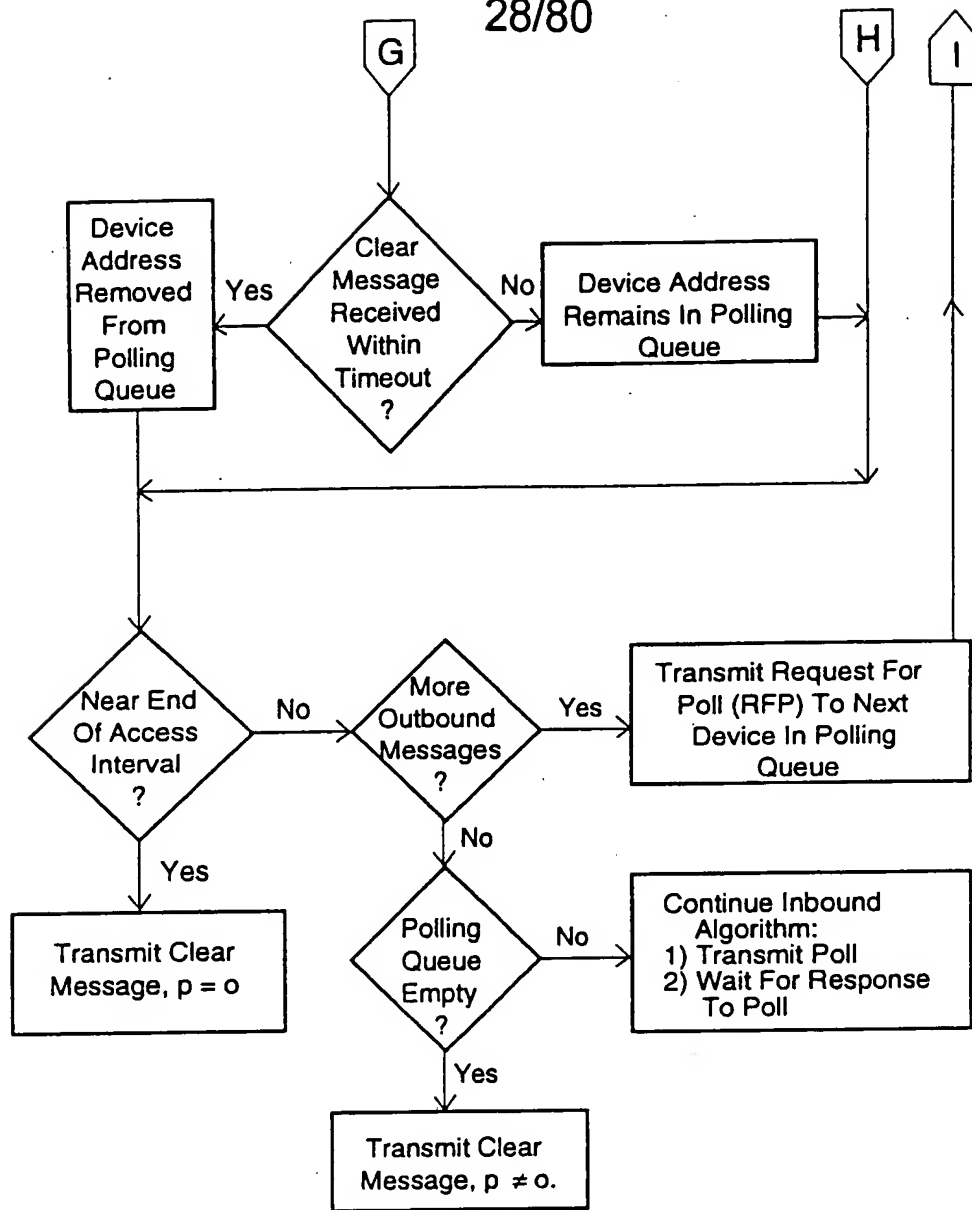 28/80
G
H
I
Device
Address
Removed
From
Polling
Queue
Yes
Clear
Message
Received
Within
Timeout
?
No
Device Address
Remains In Polling
Queue
Near End
Of Access
Interval
?
No
More
Outbound
Messages
?
Yes
Transmit Request For
Poll (RFP) To Next
Device In Polling
Queue
Yes
No
Transmit Clear
Message, p = o
Polling
Queue
Empty
?
No
Continue Inbound
Algorithm:
1) Transmit Poll
2) Wait For Response
To Poll
Yes
Transmit Clear
Message, p ≠ o.